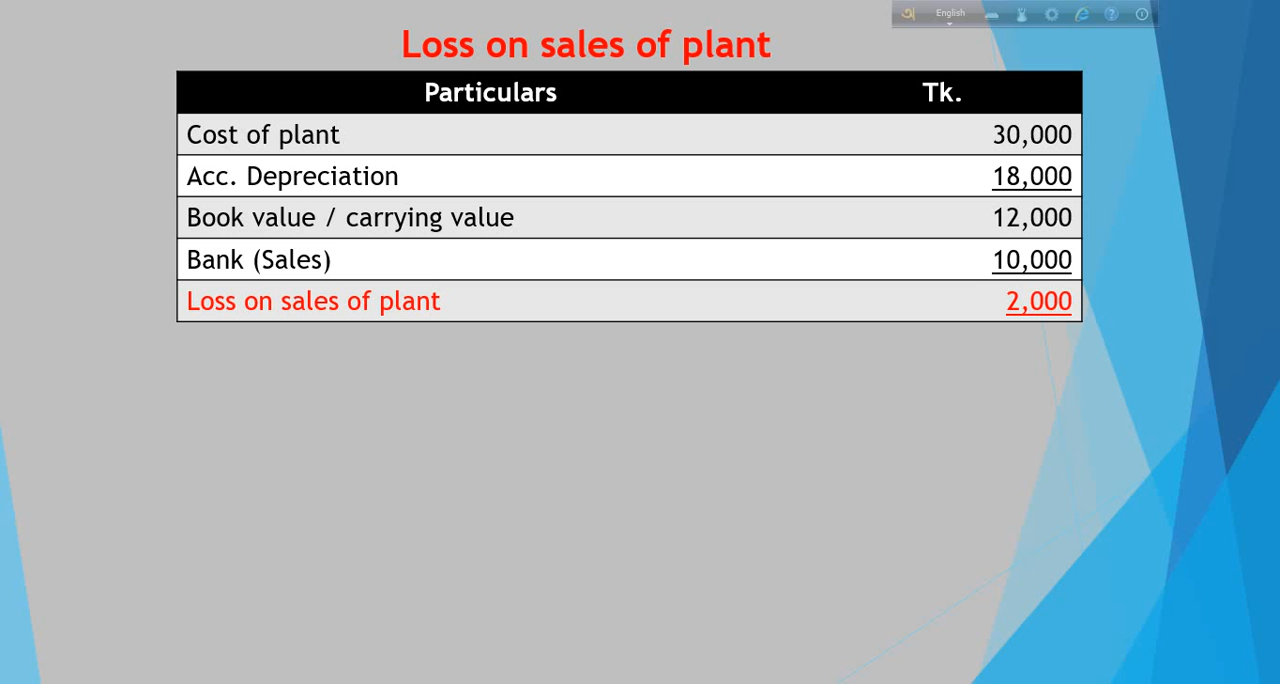 অ English
Loss on sales of plant
Particulars Tk.
Cost of plant 30,000
Acc. Depreciation 18,000
Book value / carrying value 12,000
Bank (Sales) 10,000
Loss on sales of plant 2,000